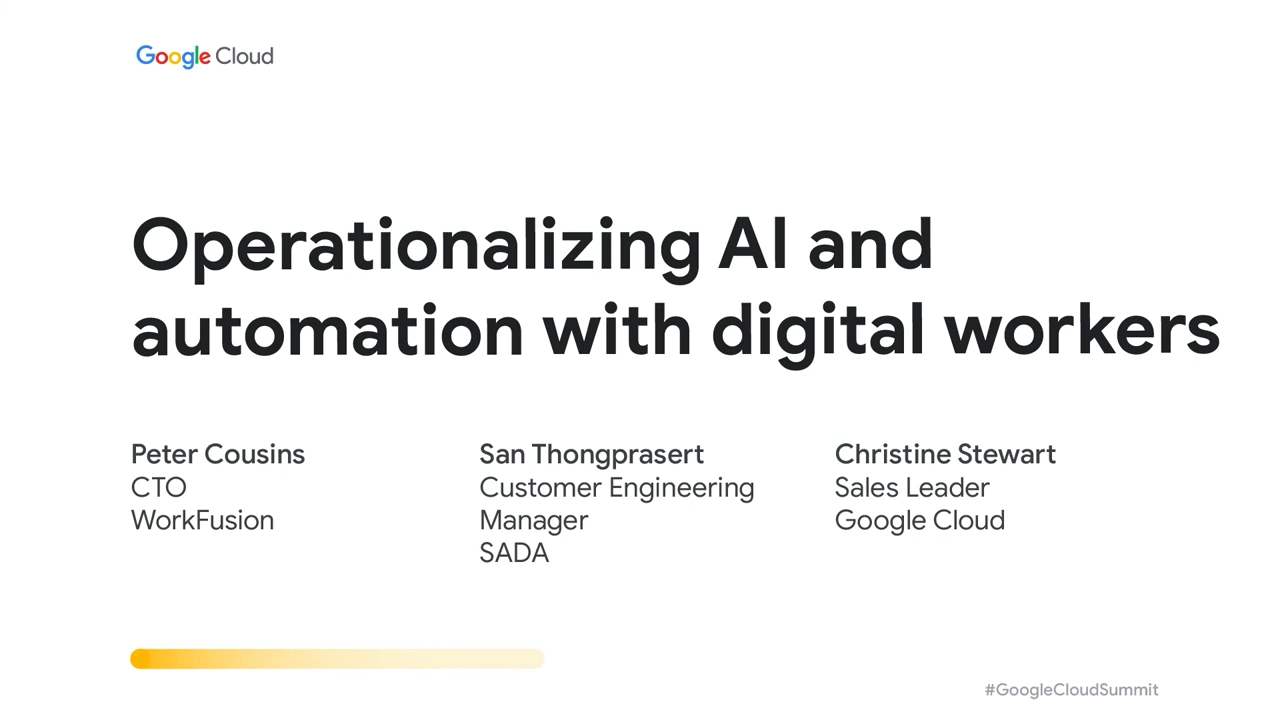 Google Cloud
Operationalizing AI and
automation with digital workers
Peter Cousins
CTO
WorkFusion
San Thongprasert
Customer Engineering
Manager
SADA
Christine Stewart
Sales Leader
Google Cloud
#GoogleCloudSummit